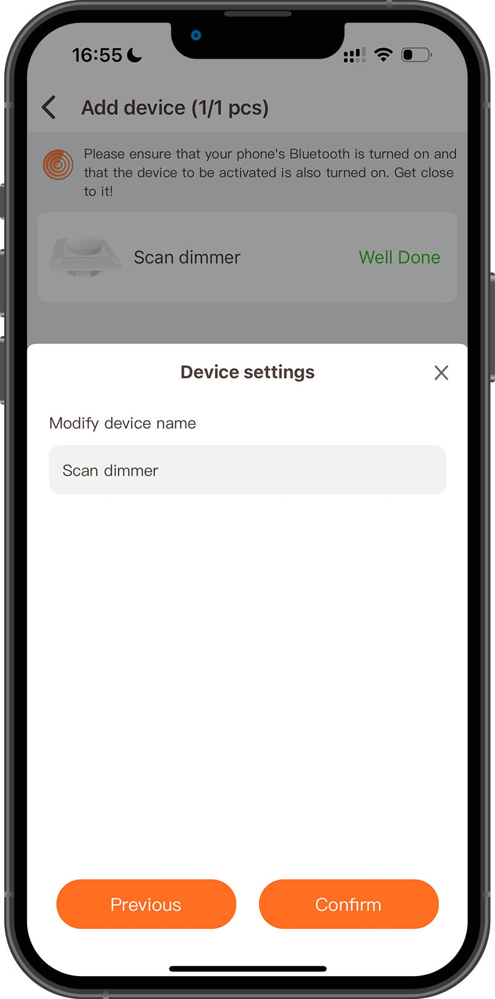 16:55
Add device (1/1 pcs)
Please ensure that your phone's Bluetooth is turned on and
that the device to be activated is also turned on. Get close
to it!
Scan dimmer
Well Done
Device settings
Modify device name
Scan dimmer
Previous
Confirm